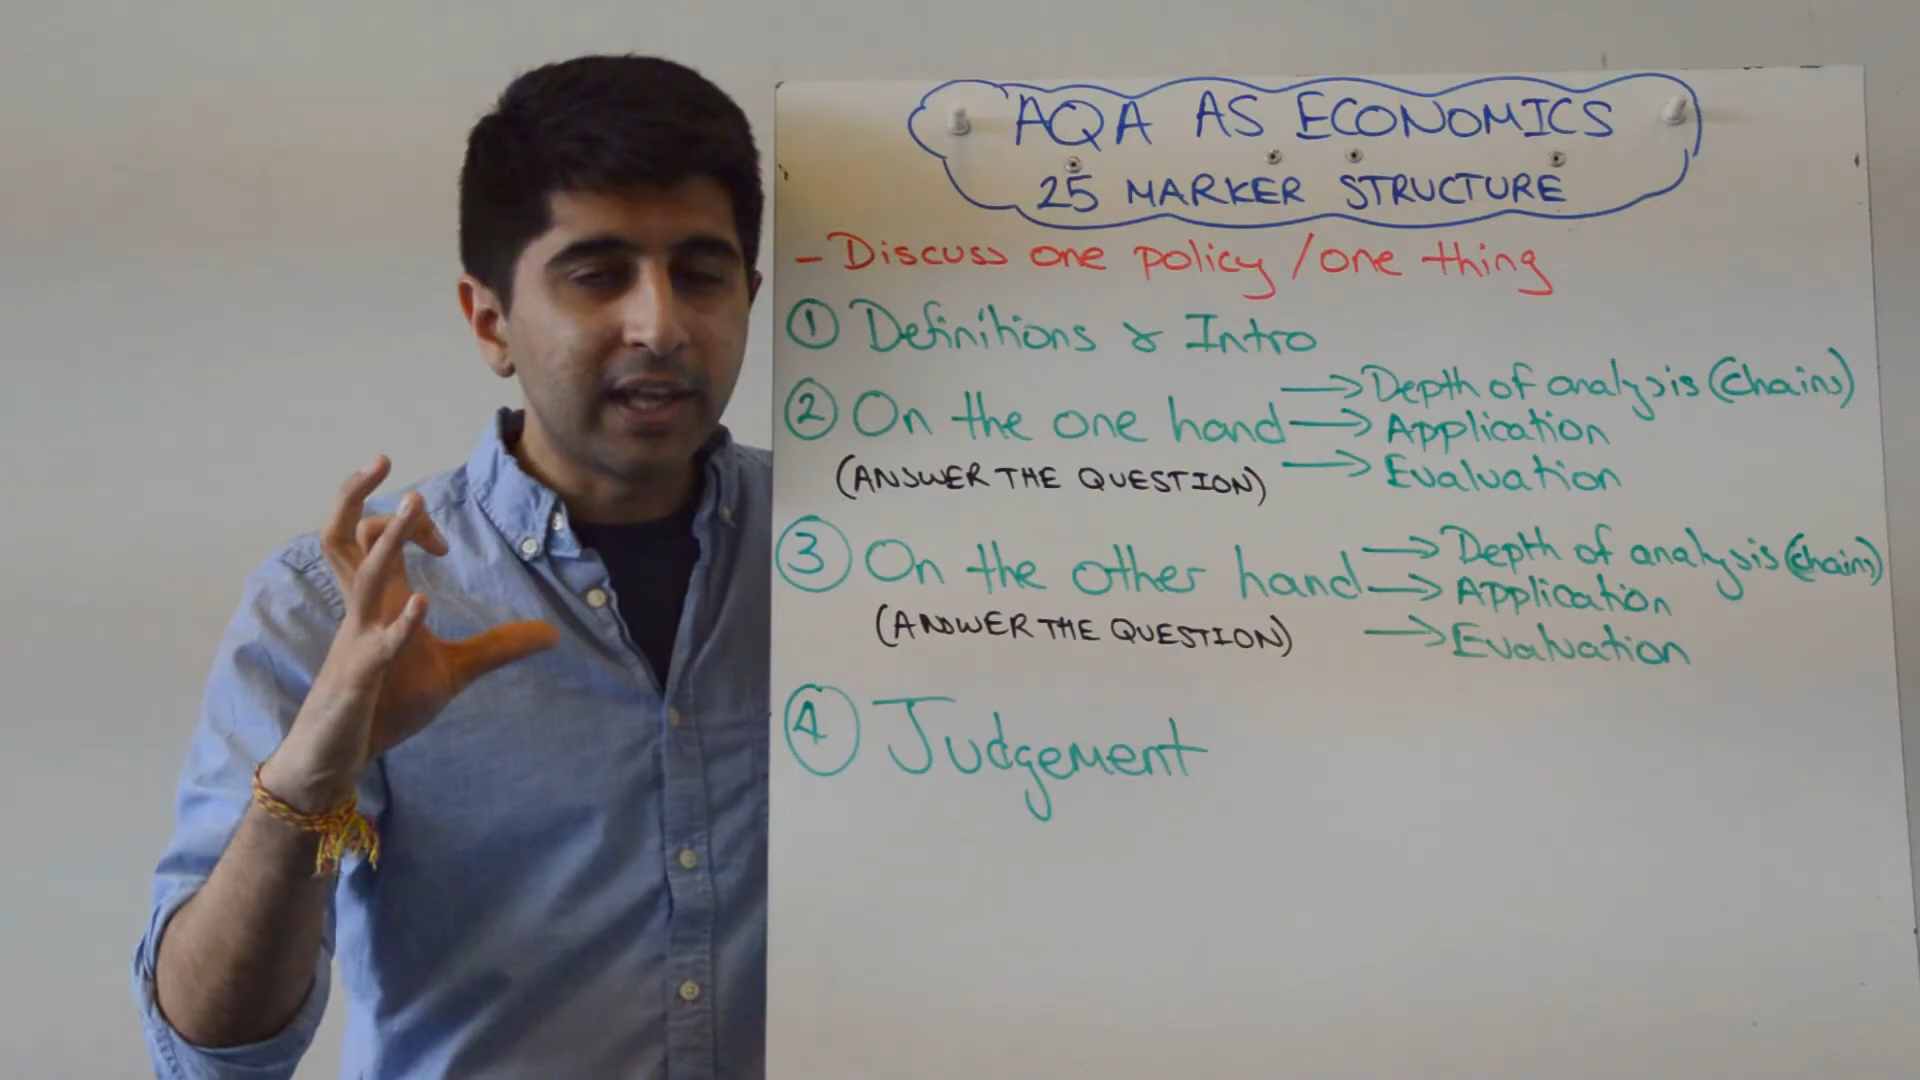 AQA AS ECONOMICS
25 MARKER STRUCTURE
- Discuss one policy / one thing
① Definitions & Intro
② On the one hand → Depth of analysis (chains)
→ Application
(ANSWER THE QUESTION) → Evaluation
③ On the other hand → Depth of analysis (chains)
→ Application
(ANSWER THE QUESTION) → Evaluation
④ Judgement